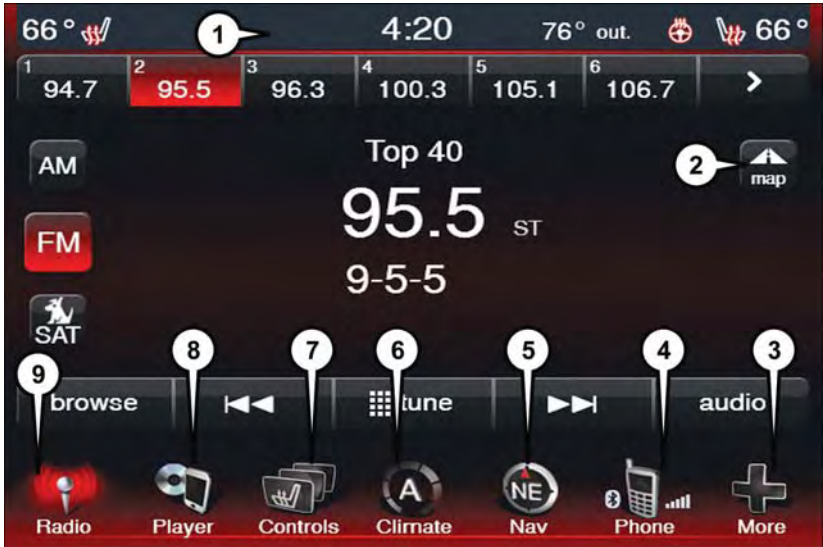 66° 1 4:20 76° out. 66°
1 2 3 4 5 6
94.7 95.5 96.3 100.3 105.1 106.7 >
Top 40
AM 2 map
95.5 ST
FM
9-5-5
SAT
9 8 7 6 5 4 3
browse tune audio
A NE
Radio Player Controls Climate Nav Phone More